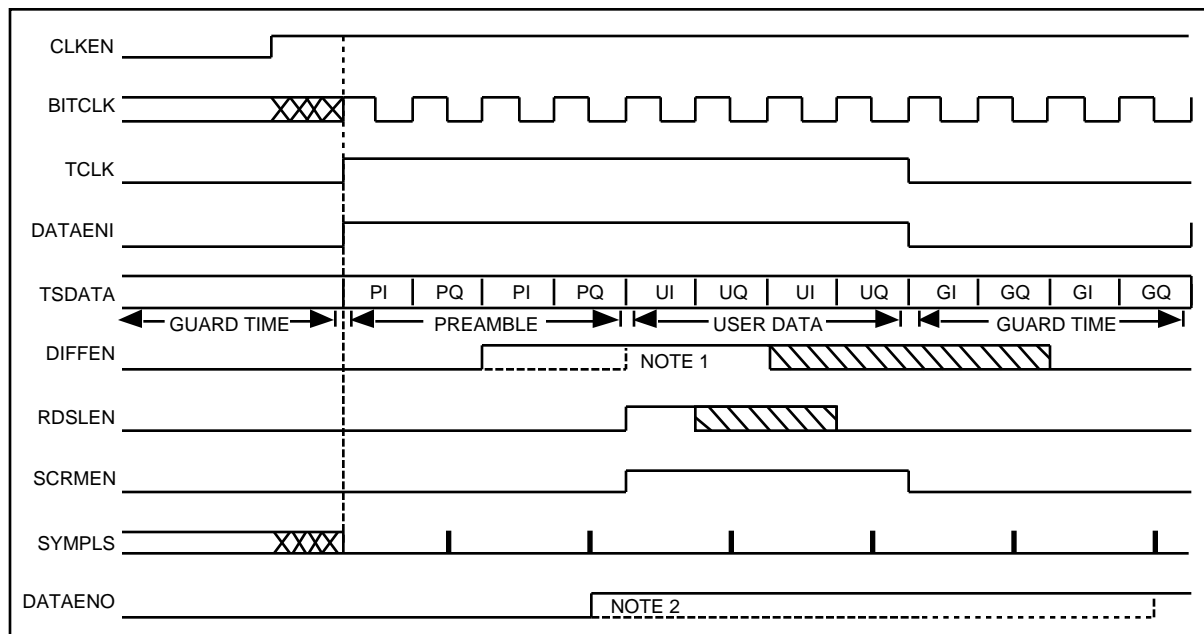 CLKEN
BITCLK
TCLK
DATAENI
TSDATA PI PQ PI PQ UI UQ UI UQ GI GQ GI GQ
GUARD TIME PREAMBLE USER DATA GUARD TIME
DIFFEN NOTE 1
RDSLEN
SCRMEN
SYMPLS
DATAENO NOTE 2